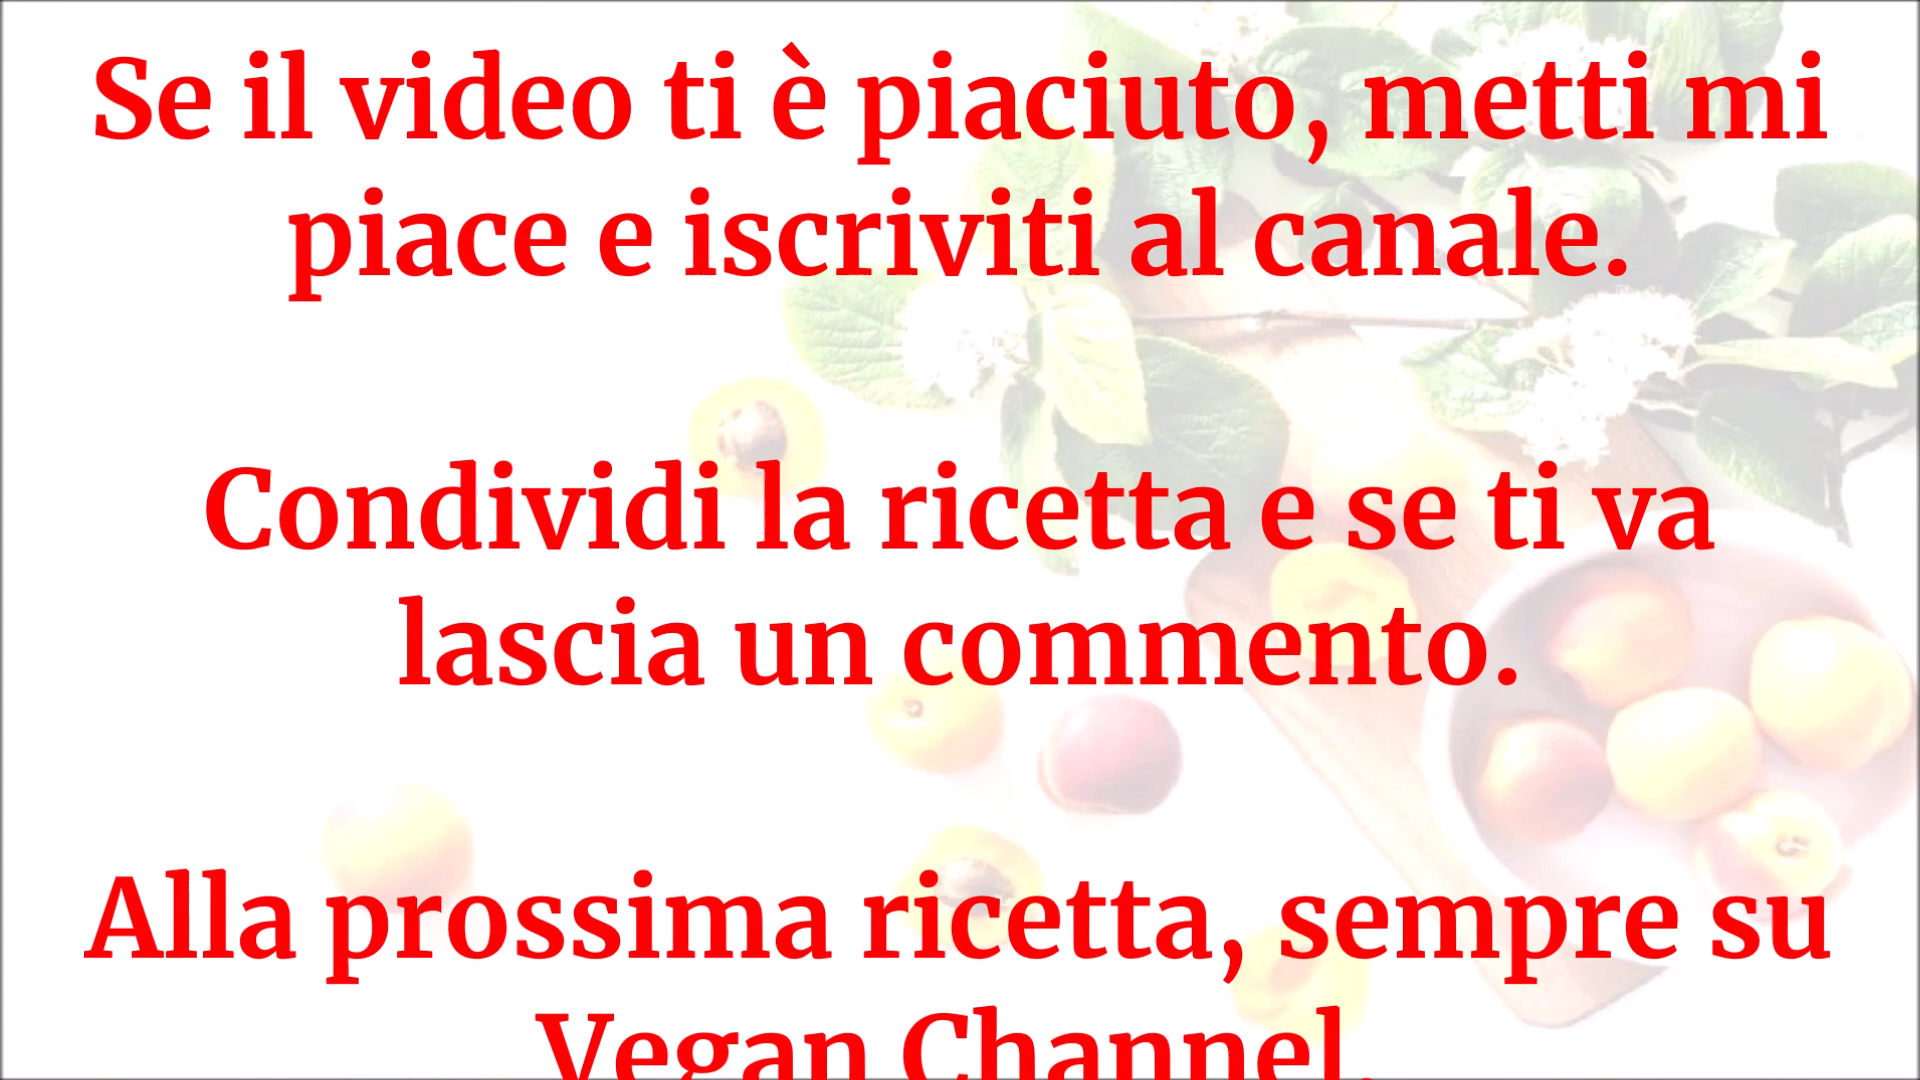 Se il video ti è piaciuto, metti mi
piace e iscriviti al canale.
Condividi la ricetta e se ti va
lascia un commento.
Alla prossima ricetta, sempre su
Vegan Channel.